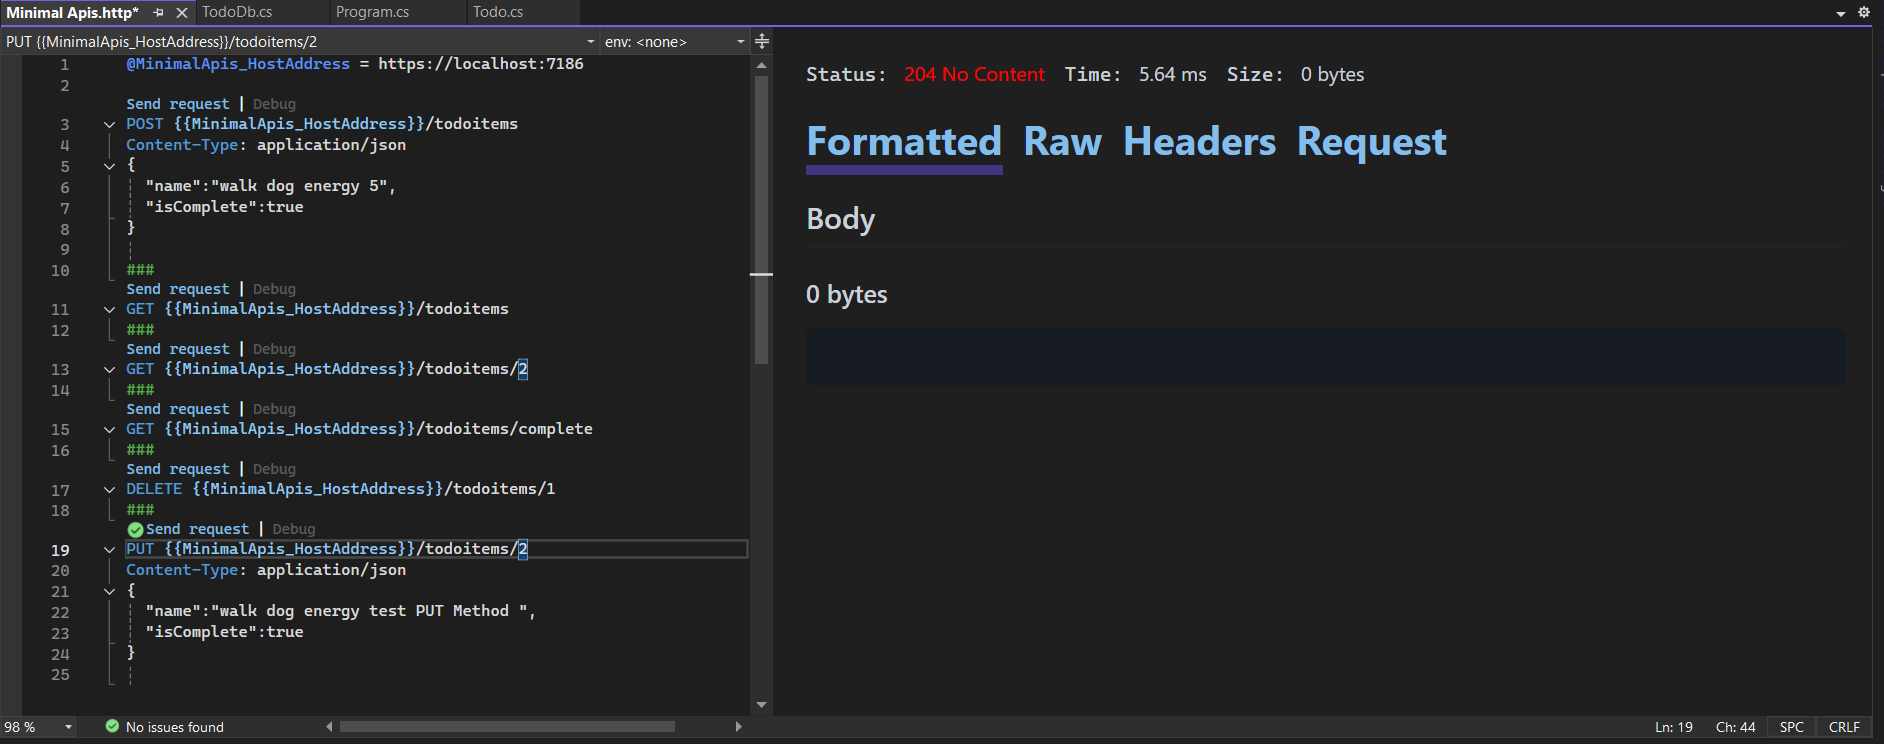 Minimal Apis.http* TodoDb.cs Program.cs Todo.cs
PUT {{MinimalApis_HostAddress}}/todoitems/2 env: <none>
1 @MinimalApis_HostAddress = https://localhost:7186
2
Send request | Debug
3 POST {{MinimalApis_HostAddress}}/todoitems
4 Content-Type: application/json
5 {
6 "name":"walk dog energy 5",
7 "isComplete":true
8 }
9
10 ###
Send request | Debug
11 GET {{MinimalApis_HostAddress}}/todoitems
12 ###
Send request | Debug
13 GET {{MinimalApis_HostAddress}}/todoitems/2
14 ###
Send request | Debug
15 GET {{MinimalApis_HostAddress}}/todoitems/complete
16 ###
Send request | Debug
17 DELETE {{MinimalApis_HostAddress}}/todoitems/1
18 ###
Send request | Debug
19 PUT {{MinimalApis_HostAddress}}/todoitems/2
20 Content-Type: application/json
21 {
22 "name":"walk dog energy test PUT Method ",
23 "isComplete":true
24 }
25
Status: 204 No Content Time: 5.64 ms Size: 0 bytes
Formatted Raw Headers Request
Body
0 bytes
98 % No issues found Ln: 19 Ch: 44 SPC CRLF